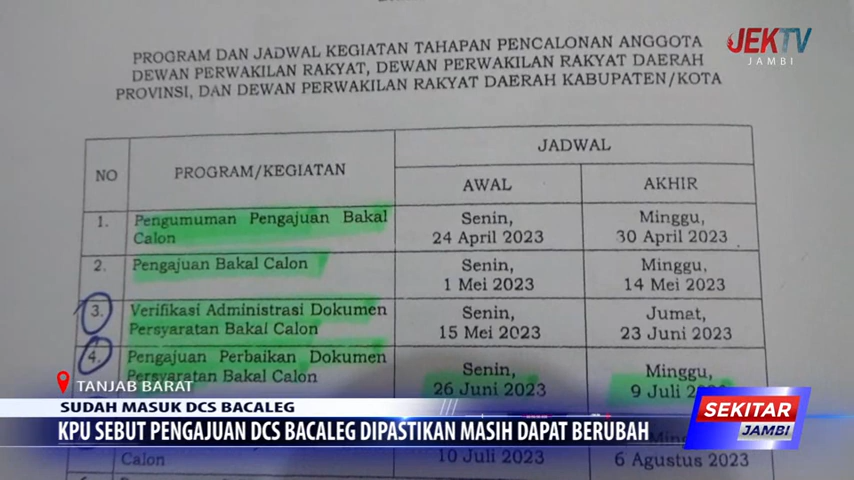 JEKTV
JAMBI
PROGRAM DAN JADWAL KEGIATAN TAHAPAN PENCALONAN ANGGOTA
DEWAN PERWAKILAN RAKYAT, DEWAN PERWAKILAN RAKYAT DAERAH
PROVINSI, DAN DEWAN PERWAKILAN RAKYAT DAERAH KABUPATEN/KOTA
NO PROGRAM/KEGIATAN JADWAL
AWAL AKHIR
1. Pengumuman Pengajuan Bakal Senin, Minggu,
Calon 24 April 2023 30 April 2023
2. Pengajuan Bakal Calon Senin, Minggu,
1 Mei 2023 14 Mei 2023
3. Verifikasi Administrasi Dokumen Senin, Jumat,
Persyaratan Bakal Calon 15 Mei 2023 23 Juni 2023
4. Pengajuan Perbaikan Dokumen Senin, Minggu,
Persyaratan Bakal Calon 26 Juni 2023 9 Juli
TANJAB BARAT
SUDAH MASUK DCS BACALEG
KPU SEBUT PENGAJUAN DCS BACALEG DIPASTIKAN MASIH DAPAT BERUBAH
SEKITAR
JAMBI
Calon 10 Juli 2023 6 Agustus 2023